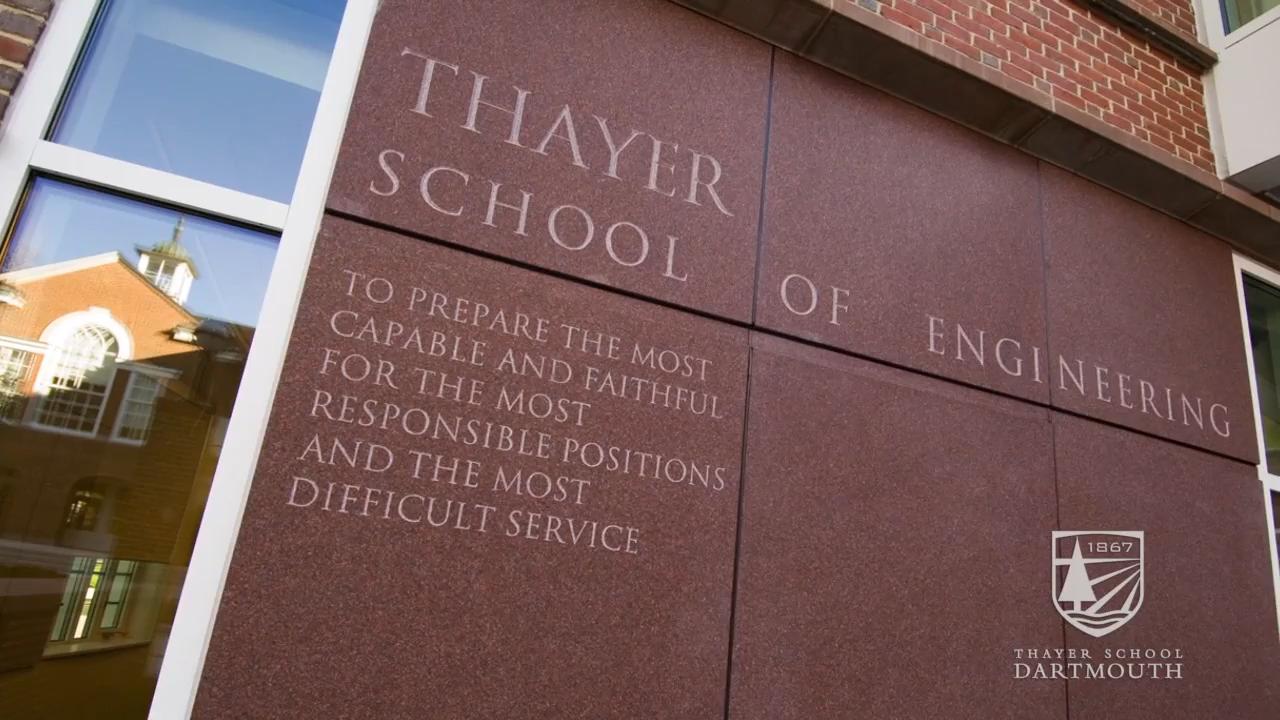 THAYER
SCHOOL OF ENGINEERING
TO PREPARE THE MOST
CAPABLE AND FAITHFUL
FOR THE MOST
RESPONSIBLE POSITIONS
AND THE MOST
DIFFICULT SERVICE
1867
THAYER SCHOOL
DARTMOUTH